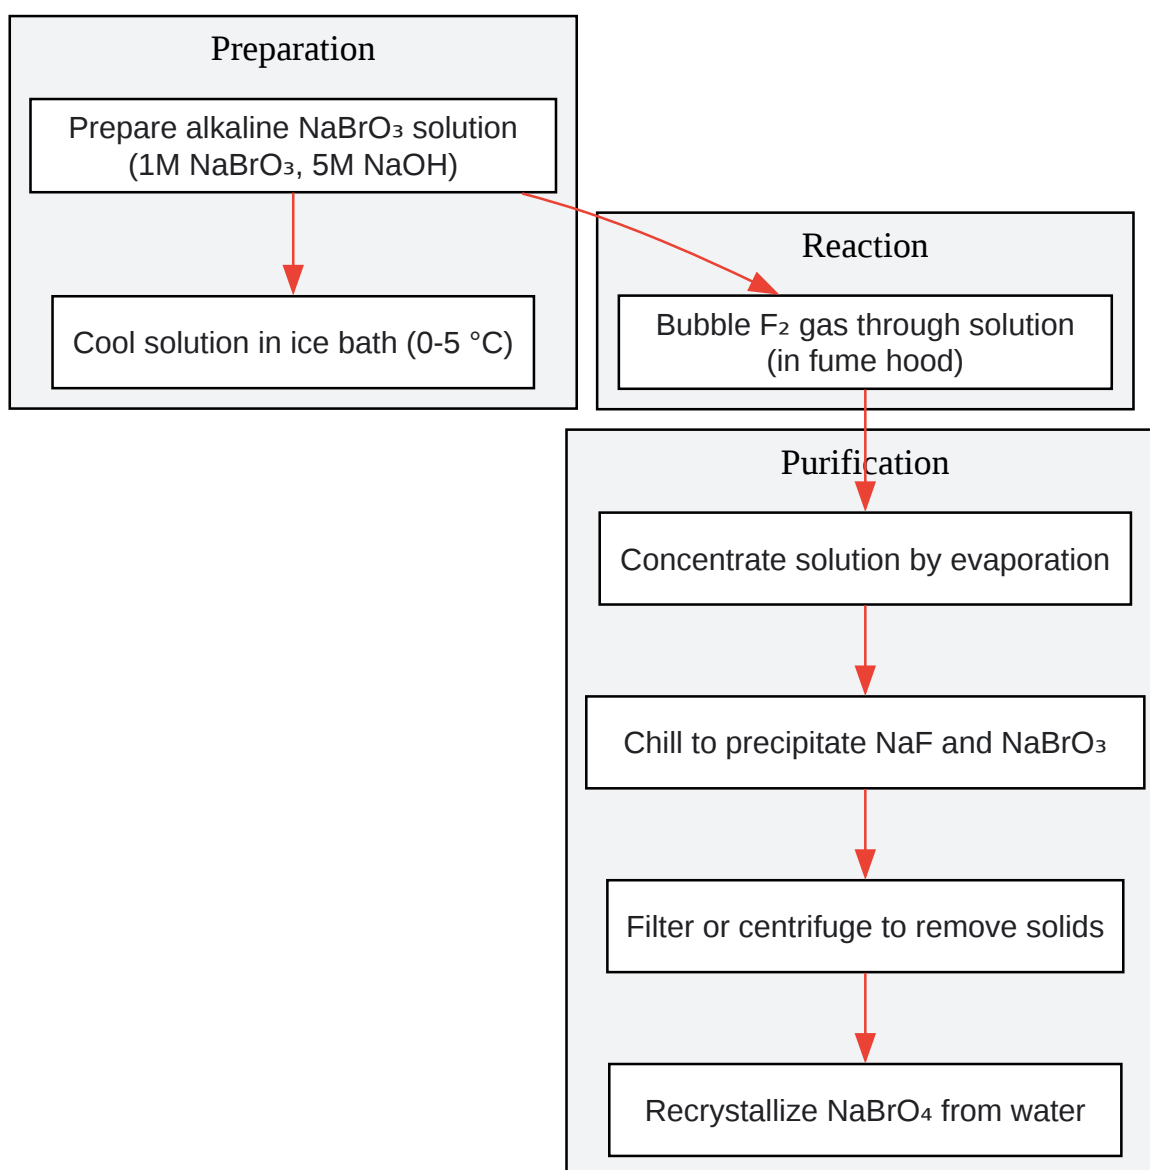 Preparation
Prepare alkaline NaBrO₃ solution
(1M NaBrO₃, 5M NaOH)
Cool solution in ice bath (0-5 °C)
Reaction
Bubble F₂ gas through solution
(in fume hood)
Purification
Concentrate solution by evaporation
Chill to precipitate NaF and NaBrO₃
Filter or centrifuge to remove solids
Recrystallize NaBrO₄ from water